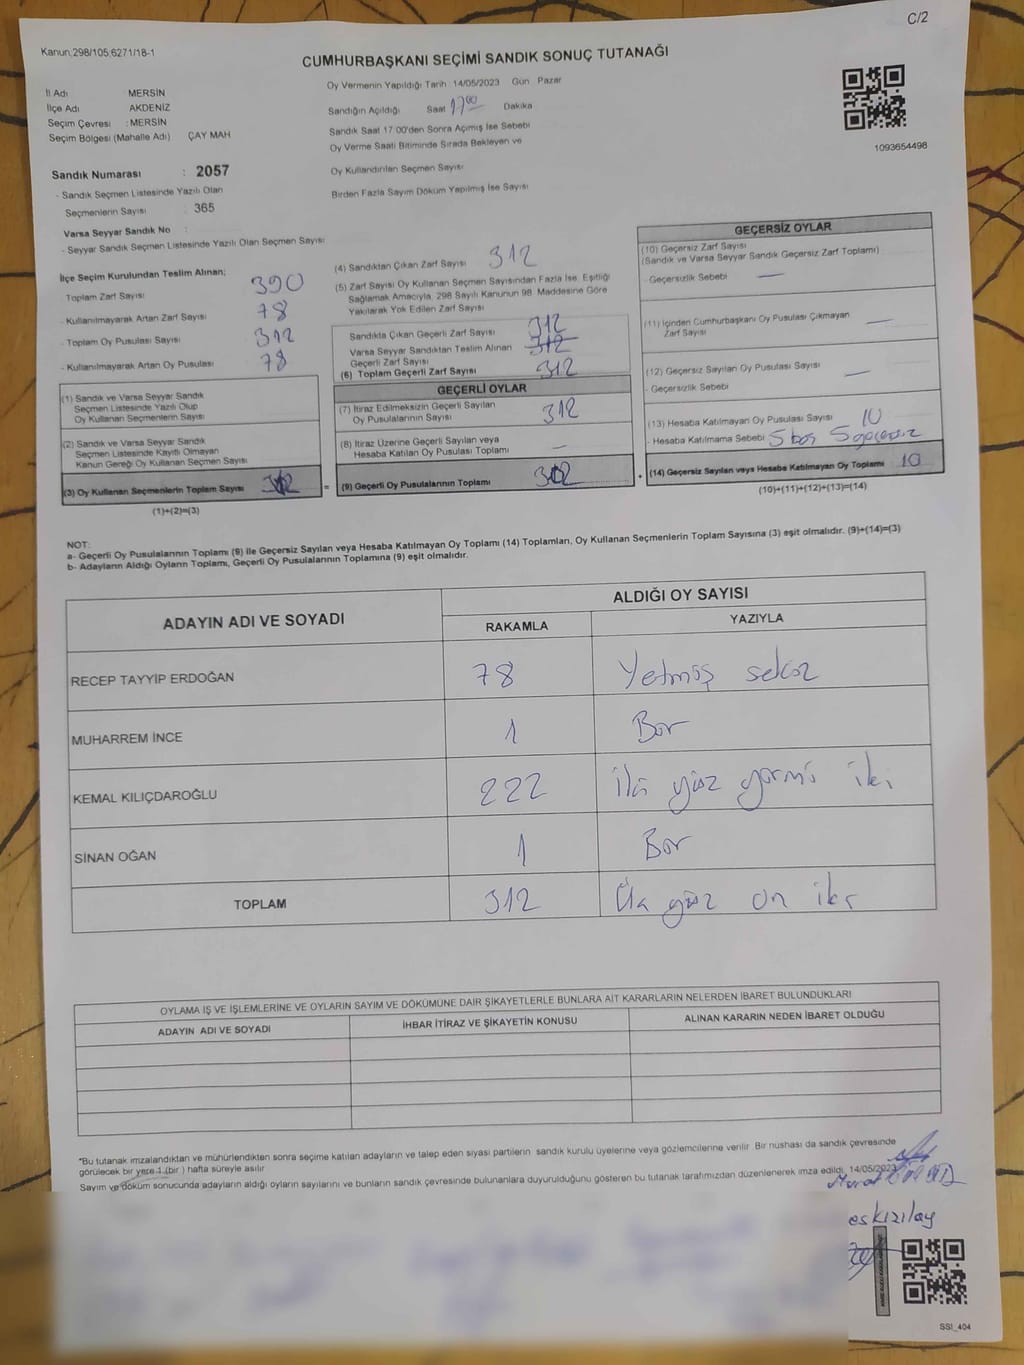 C/2
Kanun,298/105,6271/18-1
CUMHURBAŞKANI SEÇİMİ SANDIK SONUÇ TUTANAĞI
İl Adı MERSİN
İlçe Adı AKDENİZ
Seçim Çevresi : MERSİN
Seçim Bölgesi (Mahalle Adı) ÇAY MAH
Sandık Numarası : 2057
- Sandık Seçmen Listesinde Yazılı Olan
Seçmenlerin Sayısı 365
Varsa Seyyar Sandık No :
- Seyyar Sandık Seçmen Listesinde Yazılı Olan Seçmen Sayısı
Oy Vermenin Yapıldığı Tarih 14/05/2023 Gün Pazar
Sandığın Açıldığı Saat 17 00 Dakika
Sandık Saat 17 00'den Sonra Açımış İse Sebebi
Oy Verme Saati Bitiminde Sırada Bekleyen ve
Oy Kullandırılan Seçmen Sayısı
Birden Fazla Sayım Döküm Yapılmış İse Sayısı
1093654498
İlçe Seçim Kurulundan Teslim Alınan;
Toplam Zarf Sayısı 390
- Kullanılmayarak Artan Zarf Sayısı 78
- Toplam Oy Pusulası Sayısı 312
- Kullanılmayarak Artan Oy Pusulası 78
(1) Sandık ve Varsa Seyyar Sandık
Seçmen Listesinde Yazılı Olup
Oy Kullanan Seçmenlerin Sayısı
(2) Sandık ve Varsa Seyyar Sandık
Seçmen Listesinde Kayıtlı Olmayan
Kanun Gereği Oy Kullanan Seçmen Sayısı
(3) Oy Kullanan Seçmenlerin Toplam Sayısı =
(1)+(2)=(3)
(4) Sandıktan Çıkan Zarf Sayısı 312
(5) Zarf Sayısı Oy Kullanan Seçmen Sayısından Fazla İse, Eşitliği
Sağlamak Amacıyla, 298 Sayılı Kanunun 98. Maddesine Göre
Yakılarak Yok Edilen Zarf Sayısı
Sandıkta Çıkan Geçerli Zarf Sayısı 312
Varsa Seyyar Sandıktan Teslim Alınan 312
Geçerli Zarf Sayısı
(6) Toplam Geçerli Zarf Sayısı 312
GEÇERLİ OYLAR
(7) İtiraz Edilmeksizin Geçerli Sayılan
Oy Pusulalarının Sayısı 312
(8) İtiraz Üzerine Geçerli Sayılan veya
Hesaba Katılan Oy Pusulası Toplamı —
(9) Geçerli Oy Pusulalarının Toplamı +
GEÇERSİZ OYLAR
(10) Geçersiz Zarf Sayısı
(Sandık ve Varsa Seyyar Sandık Geçersiz Zarf Toplamı)
- Geçersizlik Sebebi —
(11) İçinden Cumhurbaşkanı Oy Pusulası Çıkmayan
Zarf Sayısı —
(12) Geçersiz Sayılan Oy Pusulası Sayısı —
- Geçersizlik Sebebi
(13) Hesaba Katılmayan Oy Pusulası Sayısı 10
- Hesaba Katılmama Sebebi 5 boş 5 geçersiz
(14) Geçersiz Sayılan veya Hesaba Katılmayan Oy Toplamı 10
(10)+(11)+(12)+(13)=(14)
NOT:
a- Geçerli Oy Pusulalarının Toplamı (9) ile Geçersiz Sayılan veya Hesaba Katılmayan Oy Toplamı (14) Toplamları, Oy Kullanan Seçmenlerin Toplam Sayısına (3) eşit olmalıdır. (9)+(14)=(3)
b- Adayların Aldığı Oyların Toplamı, Geçerli Oy Pusulalarının Toplamına (9) eşit olmalıdır.
ADAYIN ADI VE SOYADI
ALDIĞI OY SAYISI
RAKAMLA YAZIYLA
RECEP TAYYİP ERDOĞAN 78 Yetmiş sekiz
MUHARREM İNCE 1 Bir
KEMAL KILIÇDAROĞLU 222 İki yüz yirmi iki
SİNAN OĞAN 1 Bir
TOPLAM 312 Üç yüz on iki
OYLAMA İŞ VE İŞLEMLERİNE VE OYLARIN SAYIM VE DÖKÜMÜNE DAİR ŞİKAYETLERLE BUNLARA AİT KARARLARIN NELERDEN İBARET BULUNDUKLARI
ADAYIN ADI VE SOYADI İHBAR İTİRAZ VE ŞİKAYETİN KONUSU ALINAN KARARIN NEDEN İBARET OLDUĞU
*Bu tutanak imzalandıktan ve mühürlendikten sonra seçime katılan adayların ve talep eden siyasi partilerin sandık kurulu üyelerine veya gözlemcilerine verilir. Bir nüshası da sandık çevresinde
görülecek bir yere 1 (bir ) hafta süreyle asılır
Sayım ve döküm sonucunda adayların aldığı oyların sayılarını ve bunların sandık çevresinde bulunanlara duyurulduğunu gösteren bu tutanak tarafımızdan düzenlenerek imza edildi. 14/05/2023
Murat
eskızılay
SSI_404